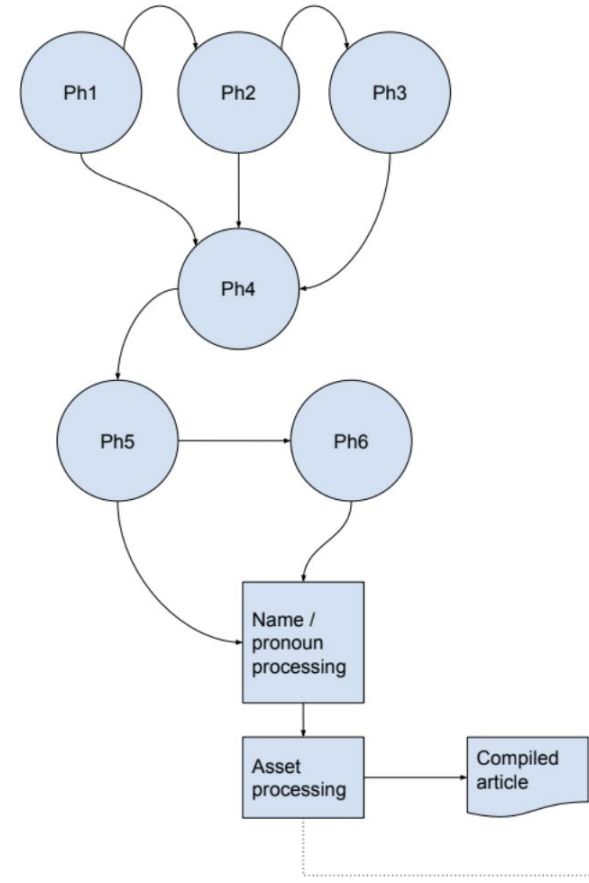 Ph1
Ph2
Ph3
Ph4
Ph5
Ph6
Name /
pronoun
processing
Asset
processing
Compiled
article